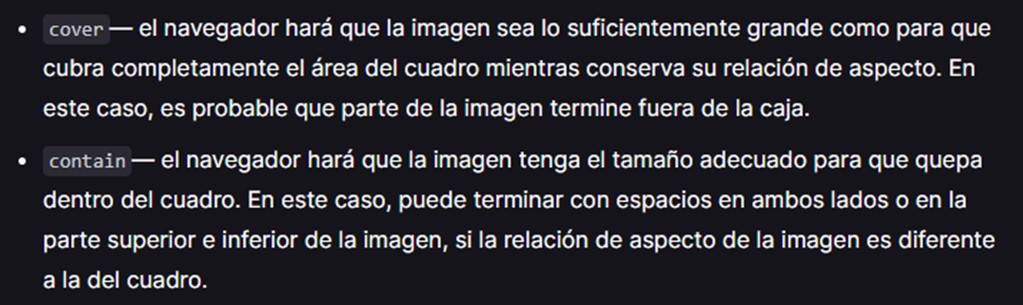 • cover — el navegador hará que la imagen sea lo suficientemente grande como para que
cubra completamente el área del cuadro mientras conserva su relación de aspecto. En
este caso, es probable que parte de la imagen termine fuera de la caja.
• contain — el navegador hará que la imagen tenga el tamaño adecuado para que quepa
dentro del cuadro. En este caso, puede terminar con espacios en ambos lados o en la
parte superior e inferior de la imagen, si la relación de aspecto de la imagen es diferente
a la del cuadro.